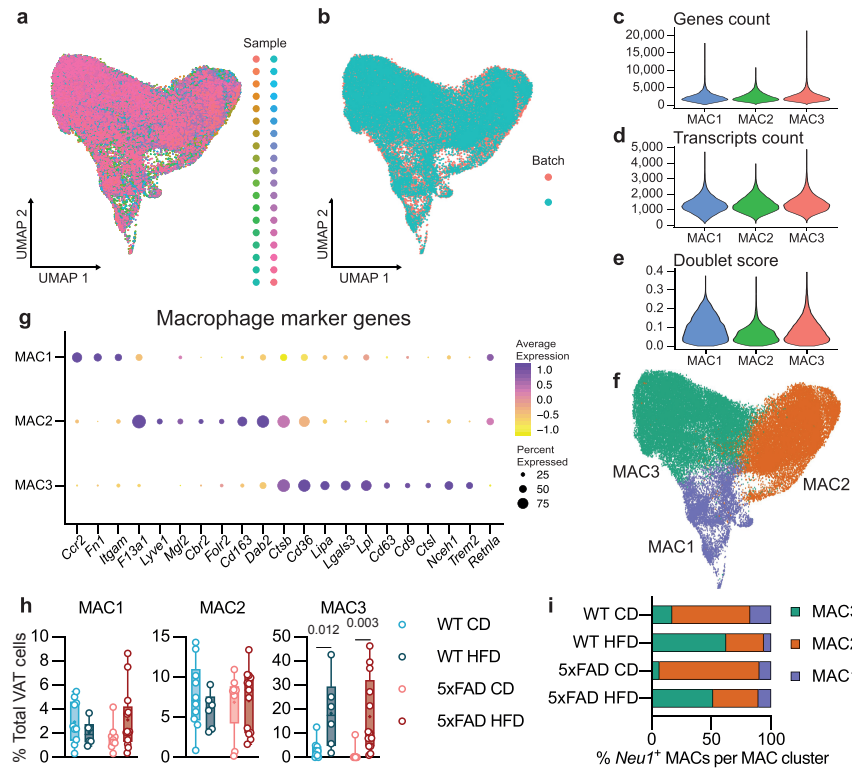 a
Sample
UMAP 2
UMAP 1
b
Batch
UMAP 2
UMAP 1
c
Genes count
20,000
15,000
10,000
5,000
0
MAC1
MAC2
MAC3
d
Transcripts count
5,000
4,000
3,000
2,000
1,000
0
MAC1
MAC2
MAC3
e
Doublet score
0.4
0.3
0.2
0.1
0.0
MAC1
MAC2
MAC3
f
MAC3
MAC2
MAC1
g
Macrophage marker genes
MAC1
MAC2
MAC3
Ccr2
Fn1
Itgam
F13a1
Lyve1
Mgl2
Cbr2
Folr2
Cd163
Dab2
Ctsb
Cd36
Lipa
Lgals3
Lpl
Cd63
Cd9
Ctsl
Nceh1
Trem2
Retnla
Average
Expression
1.0
0.5
0.0
−0.5
−1.0
Percent
Expressed
25
50
75
h
% Total VAT cells
MAC1
10
8
6
4
2
0
MAC2
15
10
5
0
MAC3
50
40
30
20
10
0
0.012
0.003
WT CD
WT HFD
5xFAD CD
5xFAD HFD
i
WT CD
WT HFD
5xFAD CD
5xFAD HFD
0
50
100
% Neu1+ MACs per MAC cluster
MAC3
MAC2
MAC1